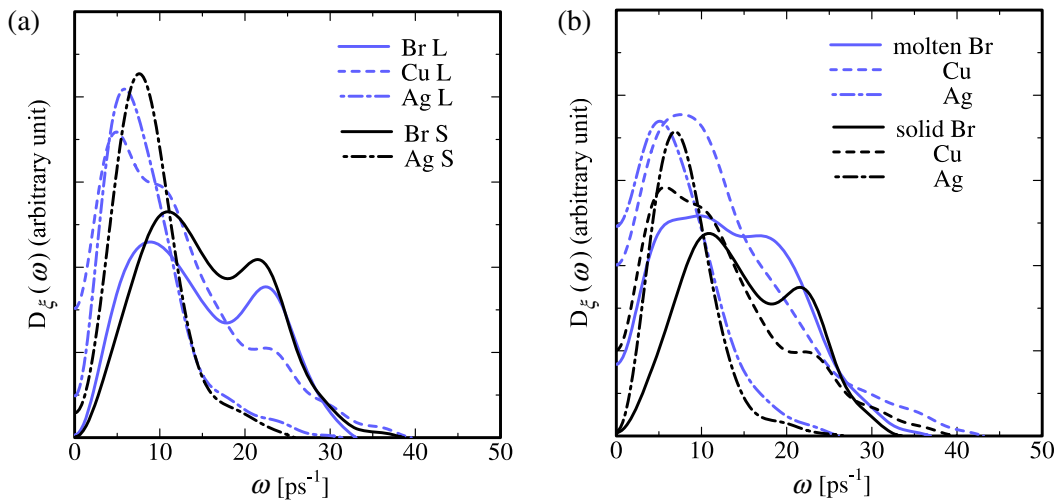 (a)
Br L
Cu L
Ag L
Br S
Ag S
D_ξ(ω) (arbitrary unit)
0 10 20 30 40 50
ω [ps⁻¹]
(b)
molten Br
Cu
Ag
solid Br
Cu
Ag
D_ξ(ω) (arbitrary unit)
0 10 20 30 40 50
ω [ps⁻¹]